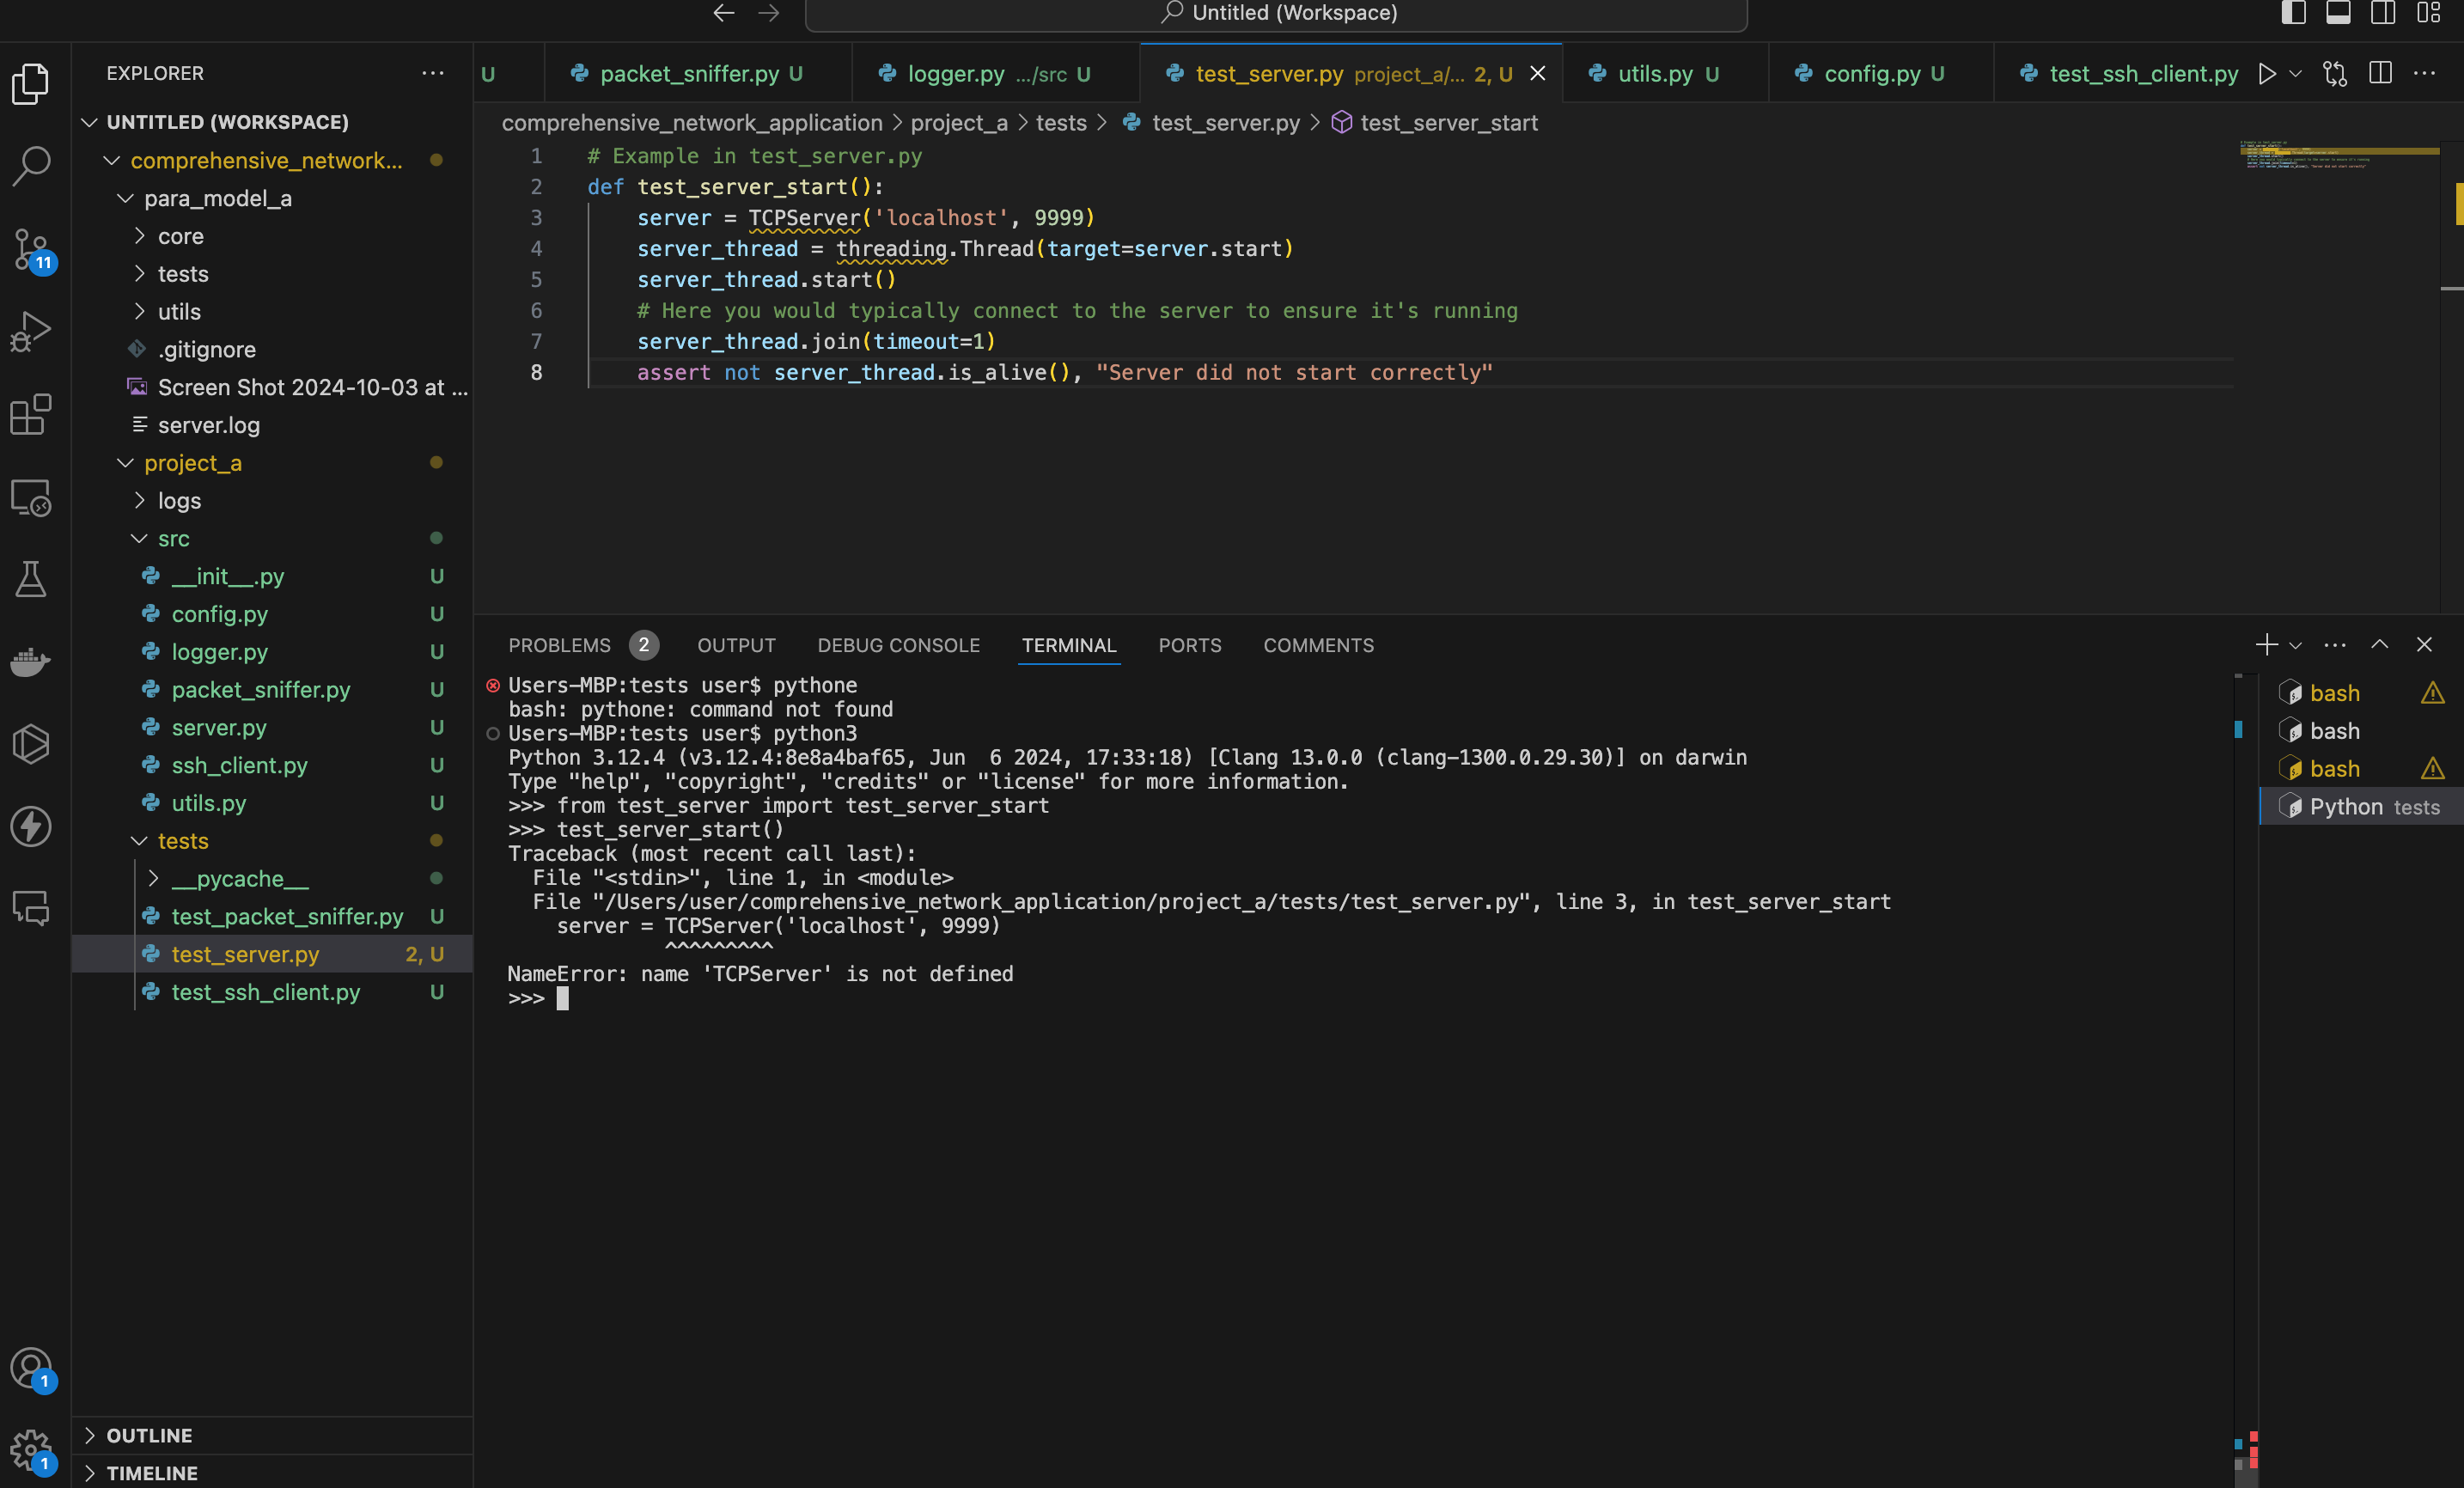 Untitled (Workspace)
EXPLORER
U
packet_sniffer.py U
logger.py .../src U
test_server.py project_a/... 2, U
utils.py U
config.py U
test_ssh_client.py
UNTITLED (WORKSPACE)
comprehensive_network...
para_model_a
core
tests
utils
.gitignore
Screen Shot 2024-10-03 at ...
server.log
project_a
logs
src
__init__.py U
config.py U
logger.py U
packet_sniffer.py U
server.py U
ssh_client.py U
utils.py U
tests
__pycache__
test_packet_sniffer.py U
test_server.py 2, U
test_ssh_client.py U
OUTLINE
TIMELINE
11
1
1
comprehensive_network_application > project_a > tests > test_server.py > test_server_start
1 # Example in test_server.py
2 def test_server_start():
3 server = TCPServer('localhost', 9999)
4 server_thread = threading.Thread(target=server.start)
5 server_thread.start()
6 # Here you would typically connect to the server to ensure it's running
7 server_thread.join(timeout=1)
8 assert not server_thread.is_alive(), "Server did not start correctly"
PROBLEMS 2 OUTPUT DEBUG CONSOLE TERMINAL PORTS COMMENTS
Users-MBP:tests user$ pythone
bash: pythone: command not found
Users-MBP:tests user$ python3
Python 3.12.4 (v3.12.4:8e8a4baf65, Jun  6 2024, 17:33:18) [Clang 13.0.0 (clang-1300.0.29.30)] on darwin
Type "help", "copyright", "credits" or "license" for more information.
>>> from test_server import test_server_start
>>> test_server_start()
Traceback (most recent call last):
File "<stdin>", line 1, in <module>
File "/Users/user/comprehensive_network_application/project_a/tests/test_server.py", line 3, in test_server_start
server = TCPServer('localhost', 9999)
^^^^^^^^^
NameError: name 'TCPServer' is not defined
>>>
bash
bash
bash
Python tests